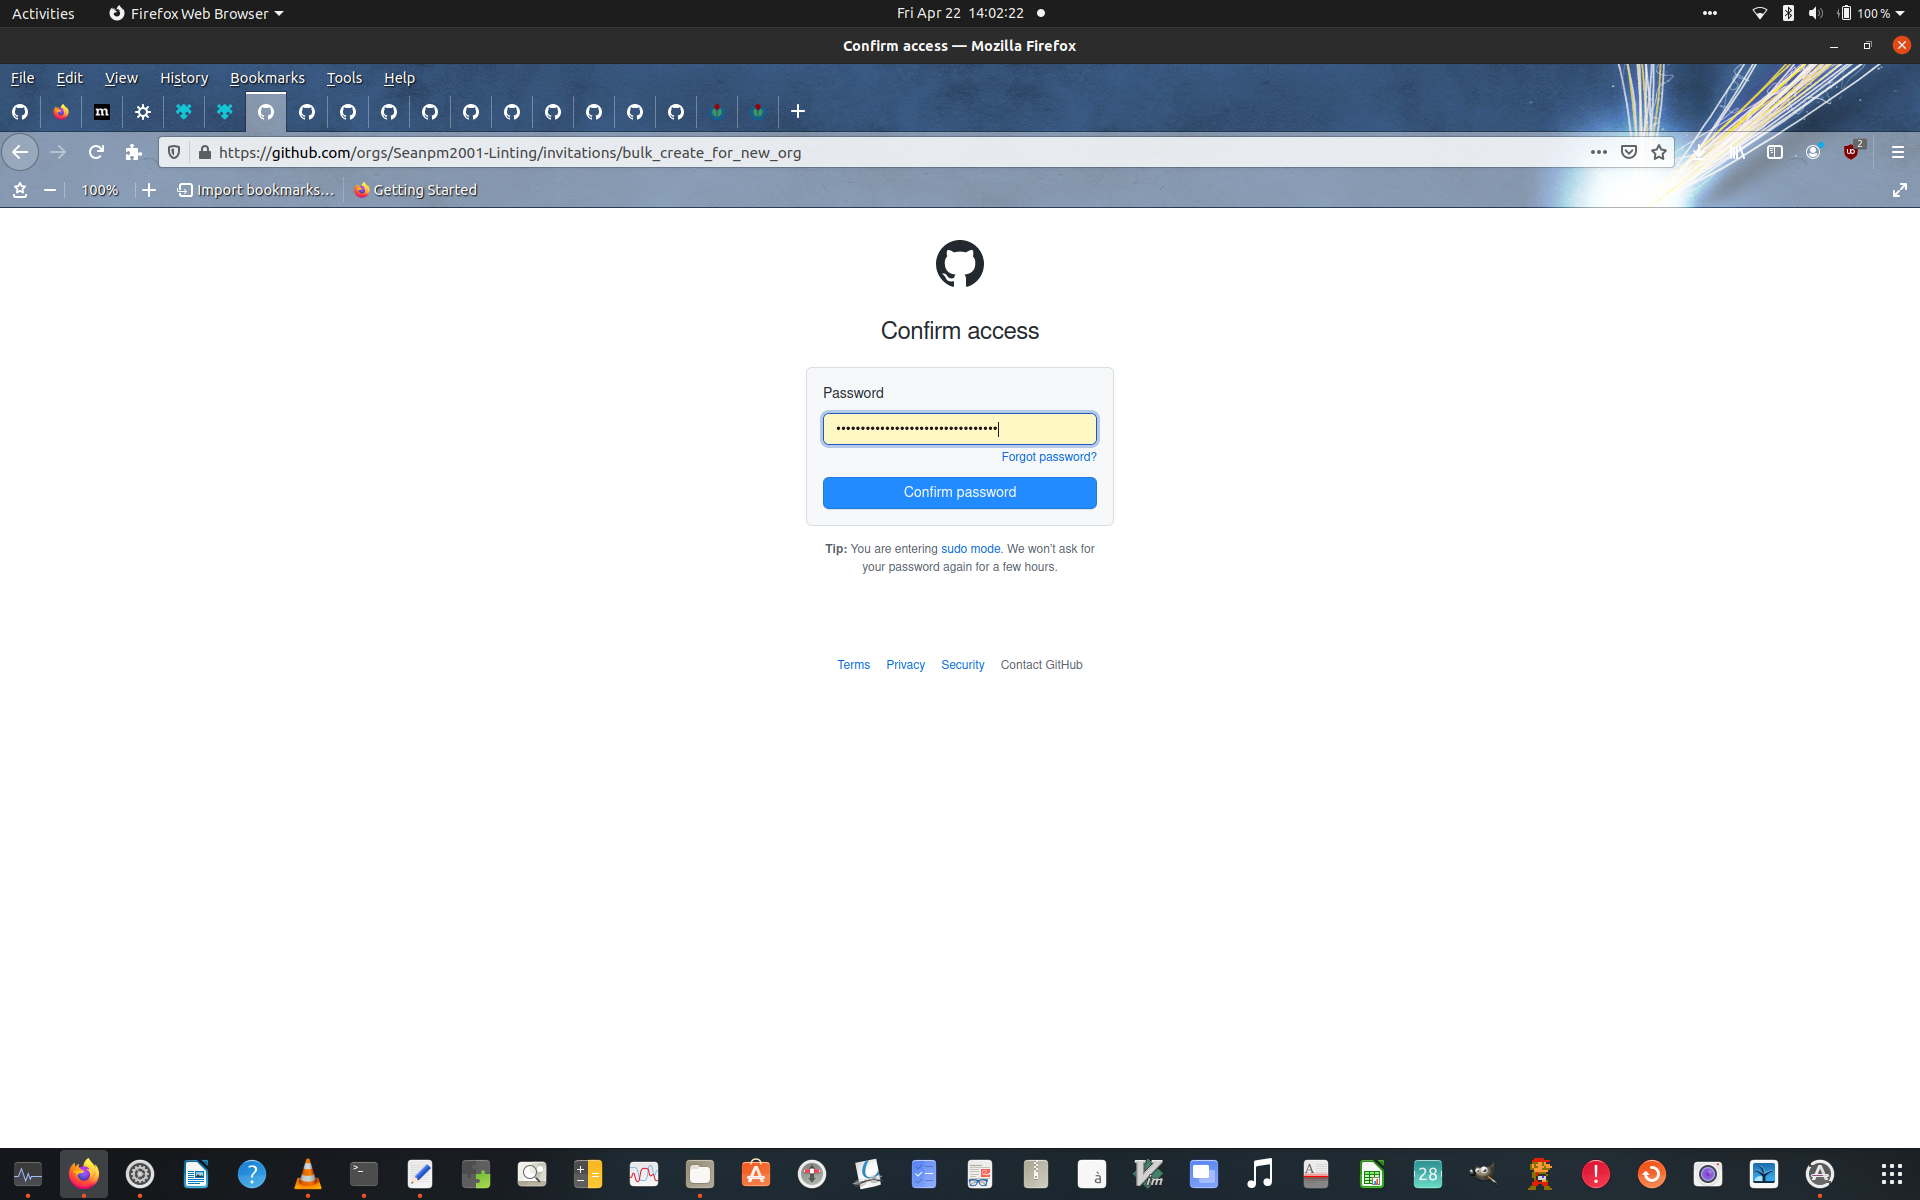 Activities
Firefox Web Browser
Fri Apr 22 14:02:22
100 %
Confirm access — Mozilla Firefox
File Edit View History Bookmarks Tools Help
m
https://github.com/orgs/Seanpm2001-Linting/invitations/bulk_create_for_new_org
2
100%
Import bookmarks...
Getting Started
Confirm access
Password
••••••••••••••••••••••••••••••••••
Forgot password?
Confirm password
Tip: You are entering sudo mode. We won't ask for
your password again for a few hours.
Terms Privacy Security Contact GitHub
28